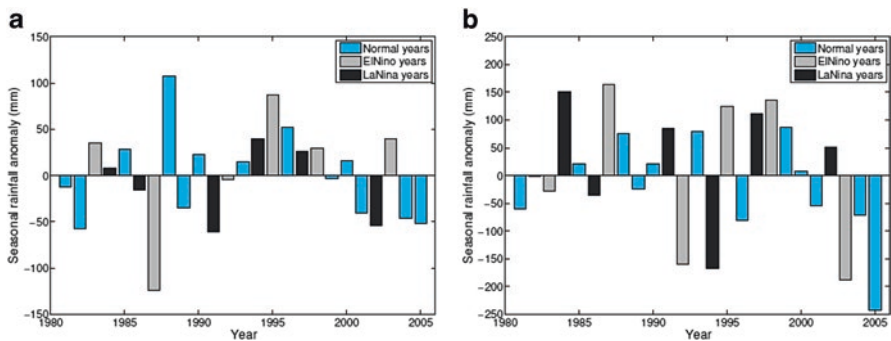 a
150
100
50
0
−50
−100
−150
1980
1985
1990
1995
2000
2005
Seasonal rainfall anomaly (mm)
Year
Normal years
ElNino years
LaNina years
b
250
200
150
100
50
0
−50
−100
−150
−200
−250
1980
1985
1990
1995
2000
2005
Seasonal rainfall anomaly (mm)
Year
Normal years
ElNino years
LaNina years